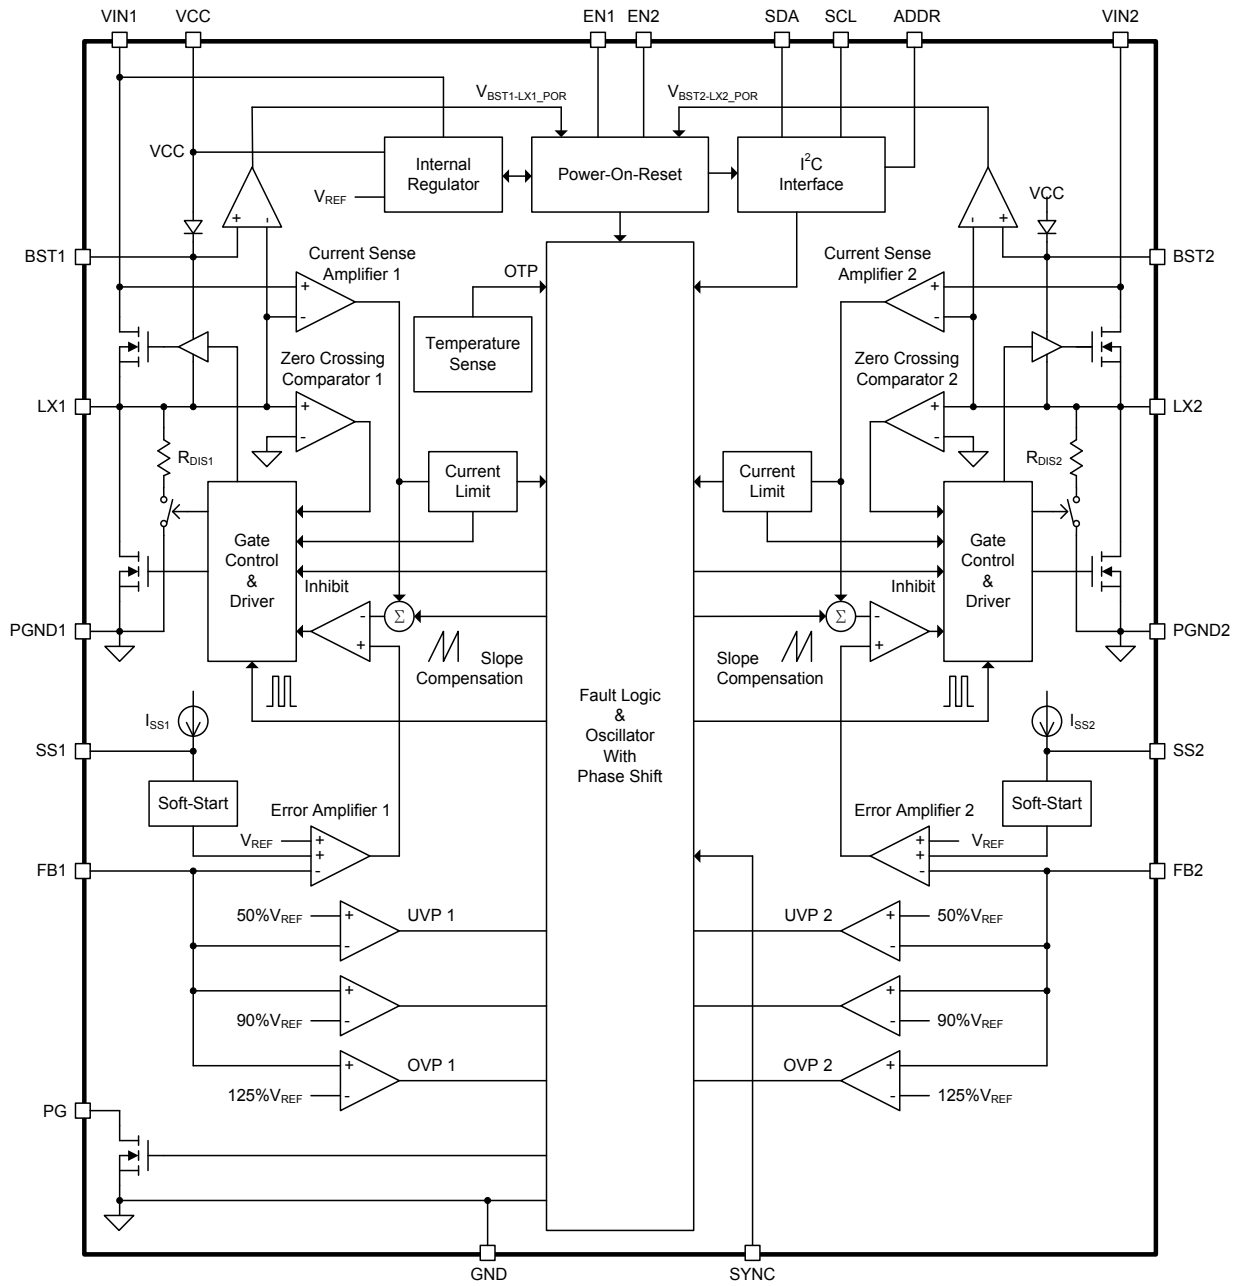 VIN1 VCC EN1 EN2 SDA SCL ADDR VIN2
VBST1-LX1_POR VBST2-LX2_POR
VCC
Internal
Regulator
VREF
Power-On-Reset
I2C
Interface
VCC
+ -
- +
BST1
BST2
Current Sense
Amplifier 1
+
-
OTP
Temperature
Sense
Current Sense
Amplifier 2
+
-
Zero Crossing
Comparator 1
+
-
Zero Crossing
Comparator 2
+
-
LX1
LX2
RDIS1
RDIS2
Current
Limit
Current
Limit
Gate
Control
&
Driver
Gate
Control
&
Driver
Inhibit
Inhibit
Σ
Σ
-
+
-
+
PGND1
PGND2
Slope
Compensation
Slope
Compensation
Fault Logic
&
Oscillator
With
Phase Shift
ISS1
ISS2
SS1
SS2
Soft-Start
Soft-Start
Error Amplifier 1
Error Amplifier 2
VREF
+
+
-
+
+
-
VREF
FB1
FB2
50%VREF
+
-
UVP 1
UVP 2
+
-
50%VREF
+
-
90%VREF
+
-
90%VREF
+
-
125%VREF
OVP 1
OVP 2
+
-
125%VREF
PG
GND
SYNC